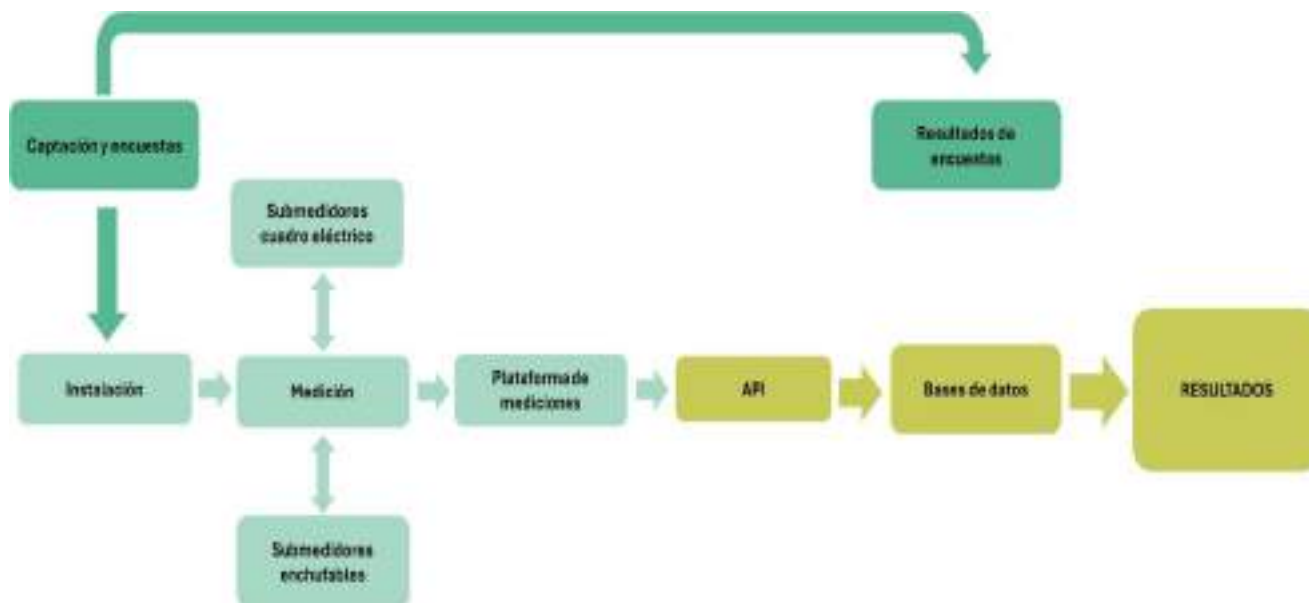 Captación y encuestas
Resultados de
encuentas
Submedidores
cuadro eléctrico
Instalación
Medición
Plataforma de
mediciones
API
Bases de datos
RESULTADOS
Submedidores
enchufables